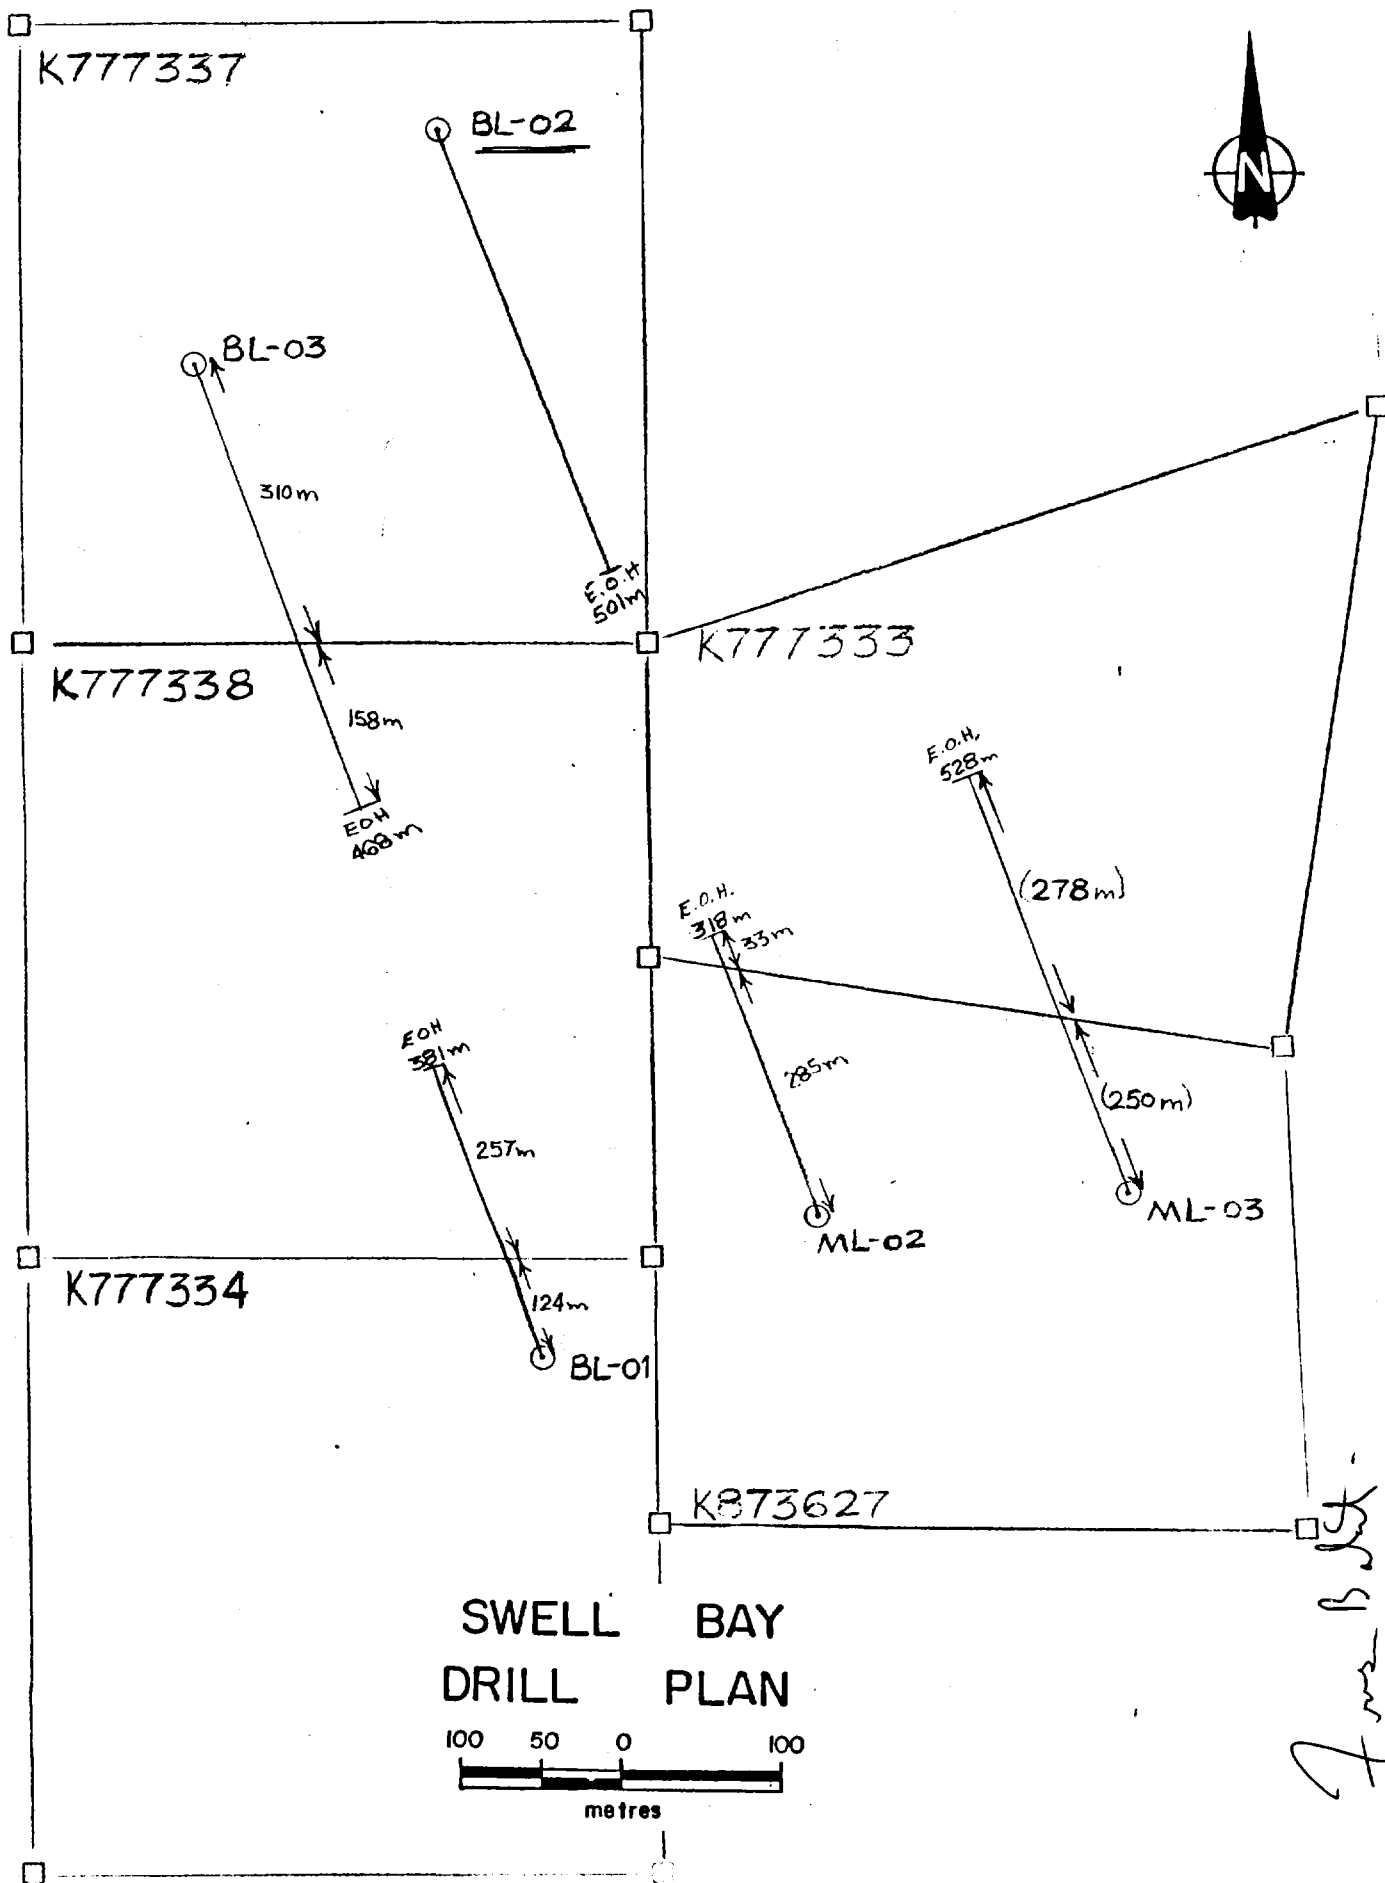 K777337
BL-02
N
BL-03
310m
E.O.H
501m
K777333
K777338
158m
EOH
468m
E.O.H.
528m
(278m)
E.O.H.
318m
33m
285m
(250m)
EOH
381m
257m
ML-03
ML-02
K777334
124m
BL-01
K873627
SWELL BAY
DRILL PLAN
100 50 0 100
metres